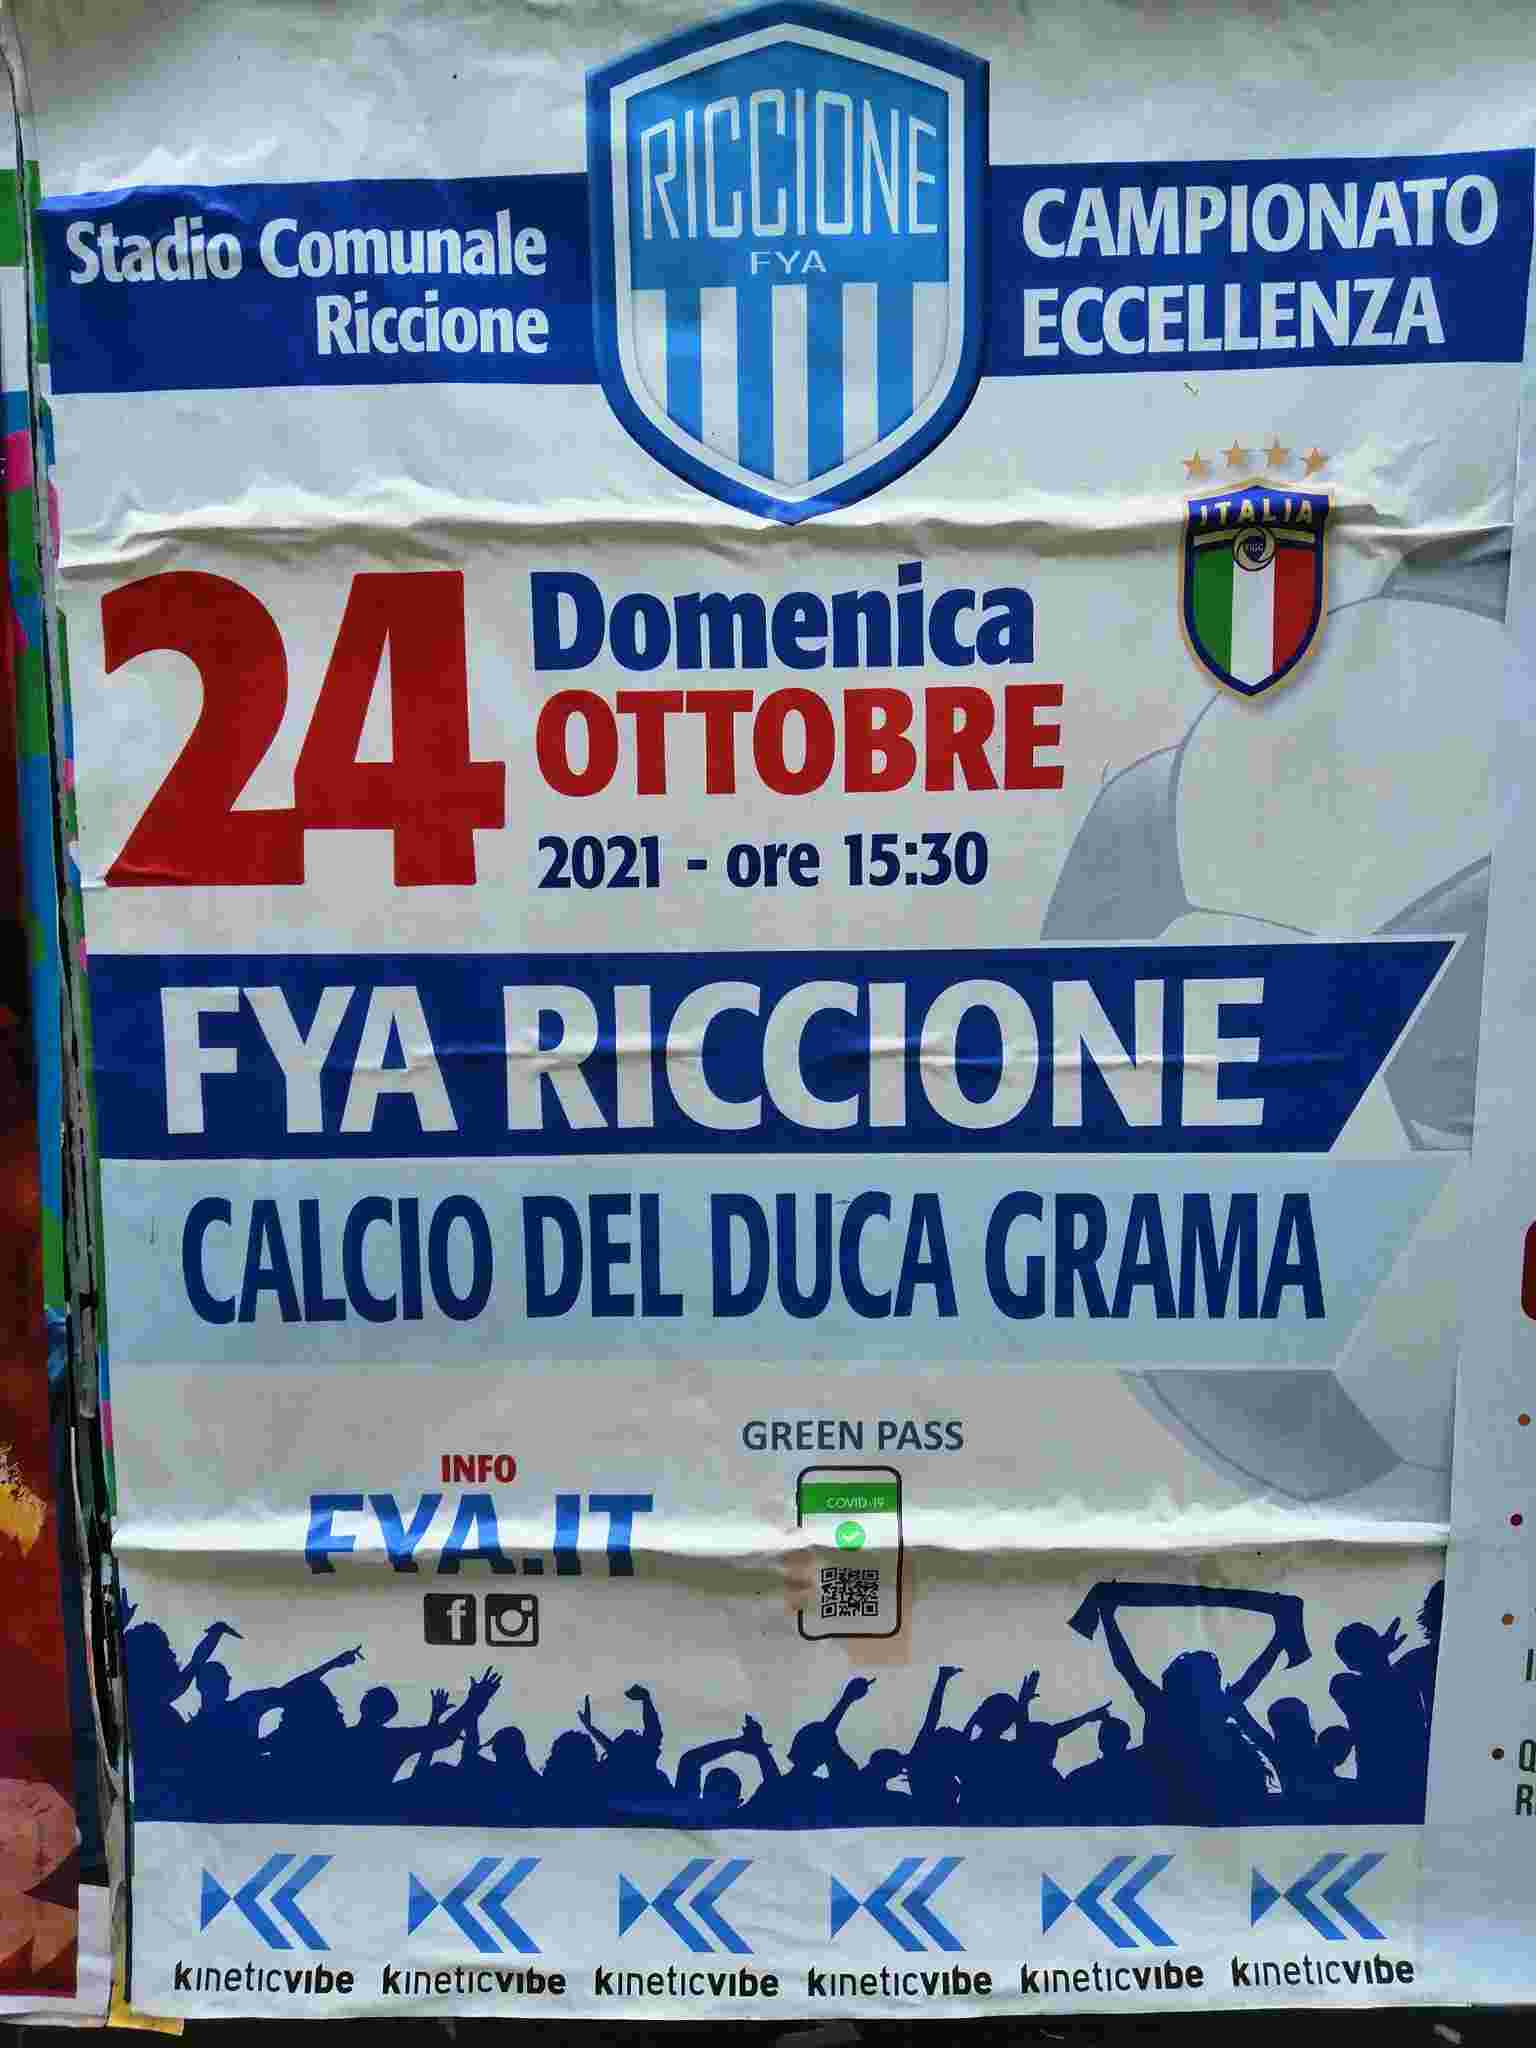 RICCIONE
FYA
Stadio Comunale
Riccione
CAMPIONATO
ECCELLENZA
ITALIA
FIGC
24
Domenica
OTTOBRE
2021 - ore 15:30
FYA RICCIONE
CALCIO DEL DUCA GRAMA
INFO
FYA.IT
GREEN PASS
COVID-19
kineticvibe kineticvibe kineticvibe kineticvibe kineticvibe kineticvibe